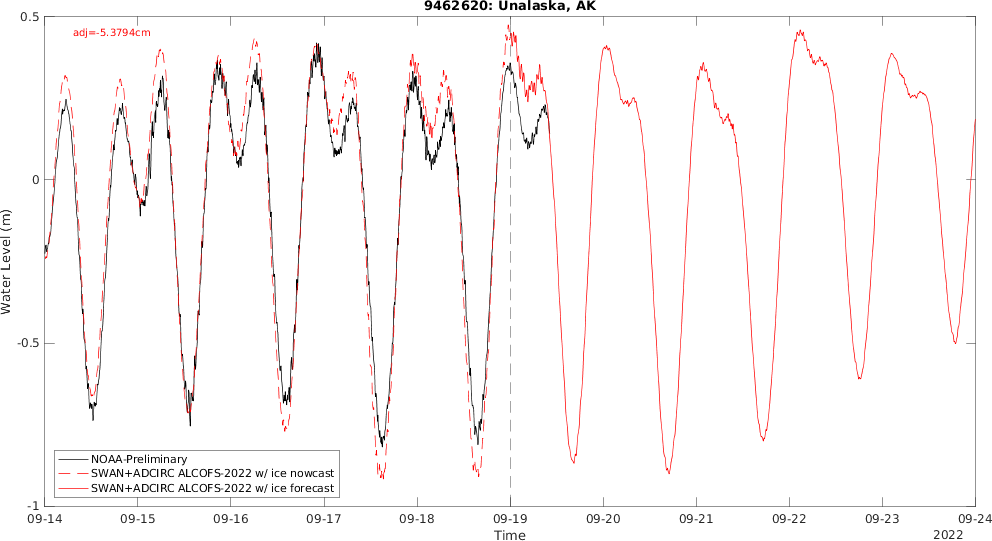 9462620: Unalaska, AK
adj=-5.3794cm
0.5
0
-0.5
-1
Water Level (m)
NOAA-Preliminary
SWAN+ADCIRC ALCOFS-2022 w/ ice nowcast
SWAN+ADCIRC ALCOFS-2022 w/ ice forecast
09-14 09-15 09-16 09-17 09-18 09-19 09-20 09-21 09-22 09-23 09-24
Time
2022